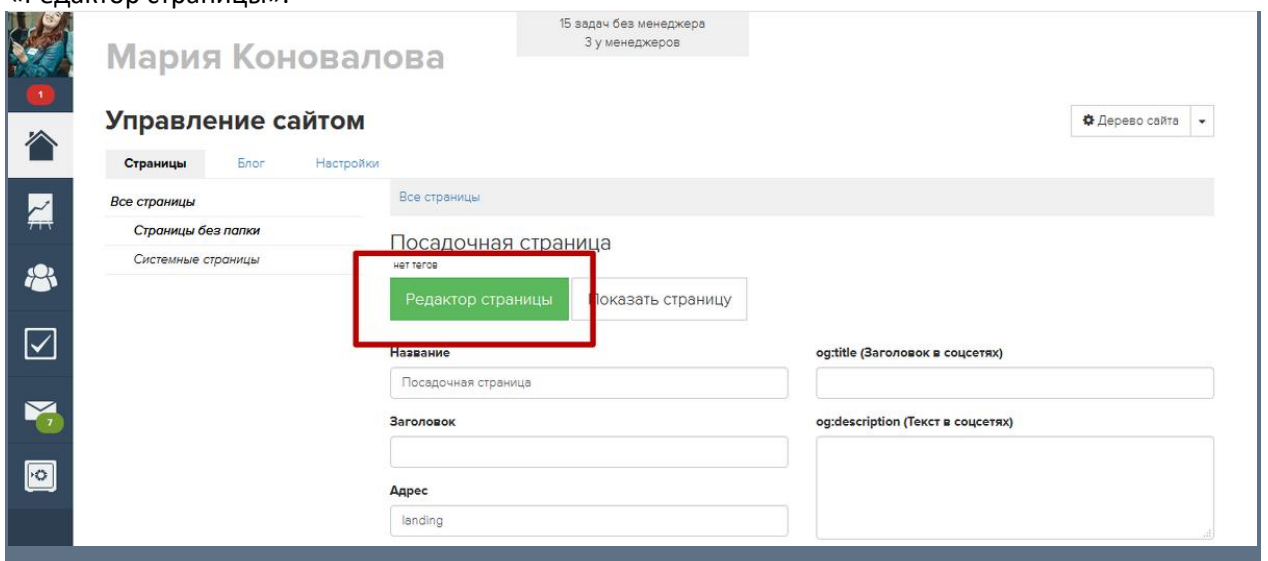 «Редактор страницы».
15 задач без менеджера
3 у менеджеров
Мария Коновалова
1
Управление сайтом
Дерево сайта
Страницы Блог Настройки
Все страницы
Все страницы
Страницы без папки
Системные страницы
Посадочная страница
нет тегов
Редактор страницы Показать страницу
Название
Посадочная страница
og:title (Заголовок в соцсетях)
Заголовок
og:description (Текст в соцсетях)
7
Адрес
landing